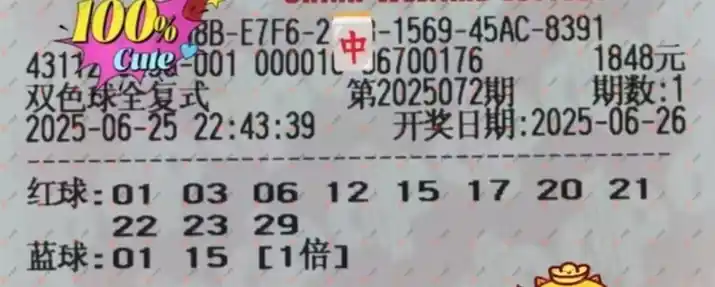 100%
Cute
8B-E7F6-2
中
-1569-45AC-8391
-001 00001
6700176 1848元
双色球全复式 第2025072期 期数:1
2025-06-25 22:43:39 开奖日期:2025-06-26
红球:01 03 06 12 15 17 20 21
22 23 29
蓝球:01 15 [1倍]